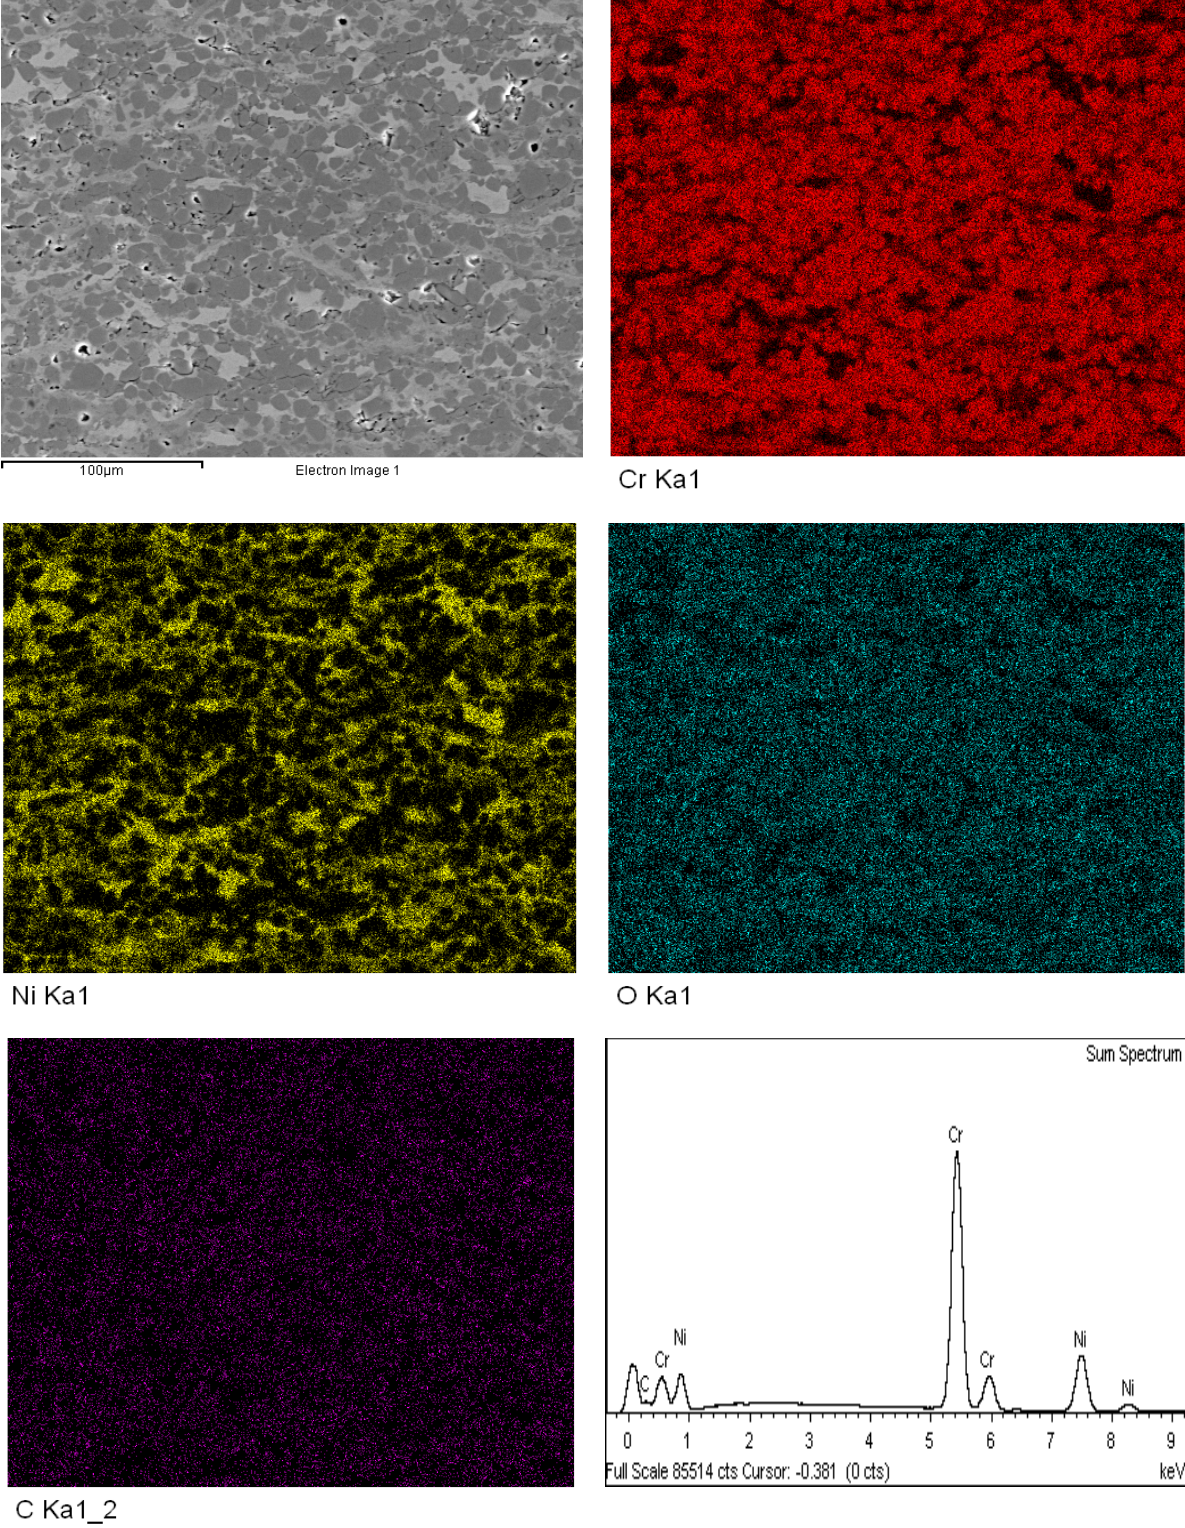 100µm
Electron Image 1
Cr Ka1
Ni Ka1
O Ka1
C Ka1_2
Sum Spectrum
Cr
Ni
Cr
C
Cr
Ni
Ni
0 1 2 3 4 5 6 7 8 9
Full Scale 85514 cts Cursor: -0.381 (0 cts)
keV